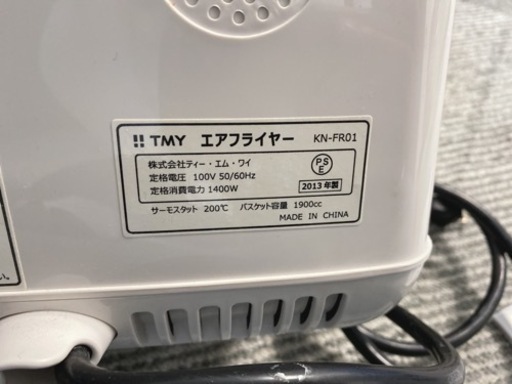 TMY エアフライヤー KN-FR01
株式会社ティー・エム・ワイ
定格電圧 100V 50/60Hz
定格消費電力 1400W
PSE
2013年製
サーモスタット 200℃ バスケット容量 1900cc
MADE IN CHINA
い。